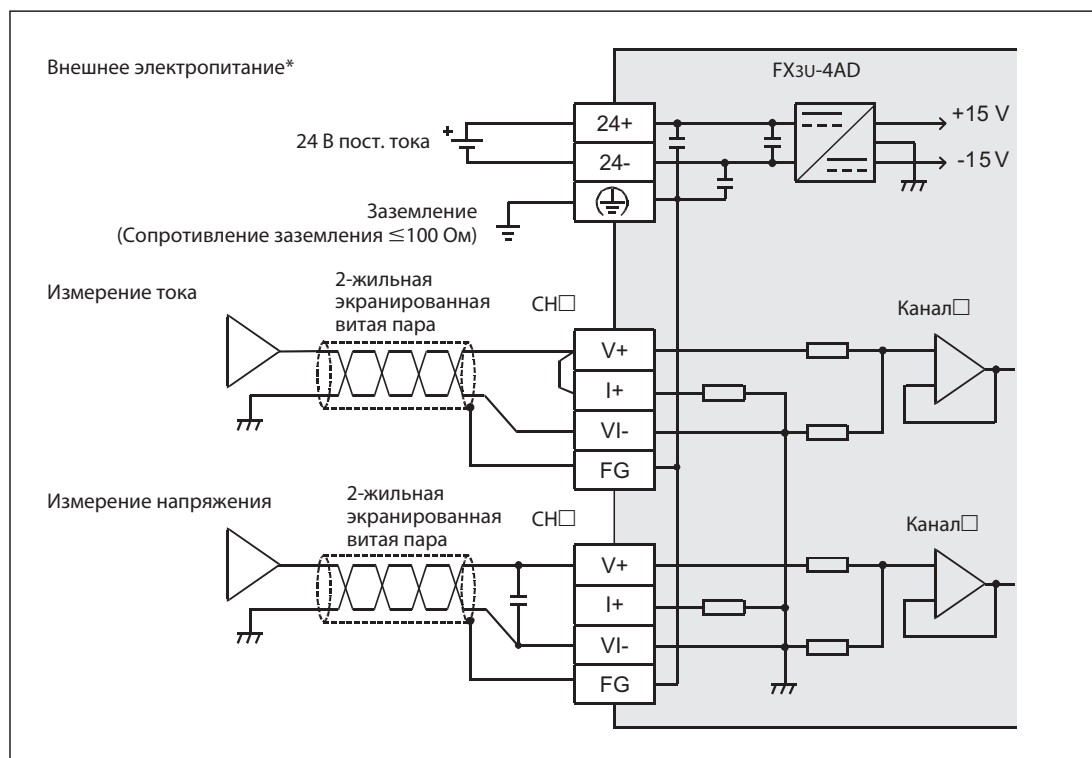 Внешнее электропитание*
FX3U-4AD
24 В пост. тока
+
24+
24-
+15 V
-15 V
Заземление
(Сопротивление заземления ≦100 Ом)
Измерение тока
2-жильная
экранированная
витая пара
CH□
Канал□
V+
I+
VI-
FG
Измерение напряжения
2-жильная
экранированная
витая пара
CH□
Канал□
V+
I+
VI-
FG